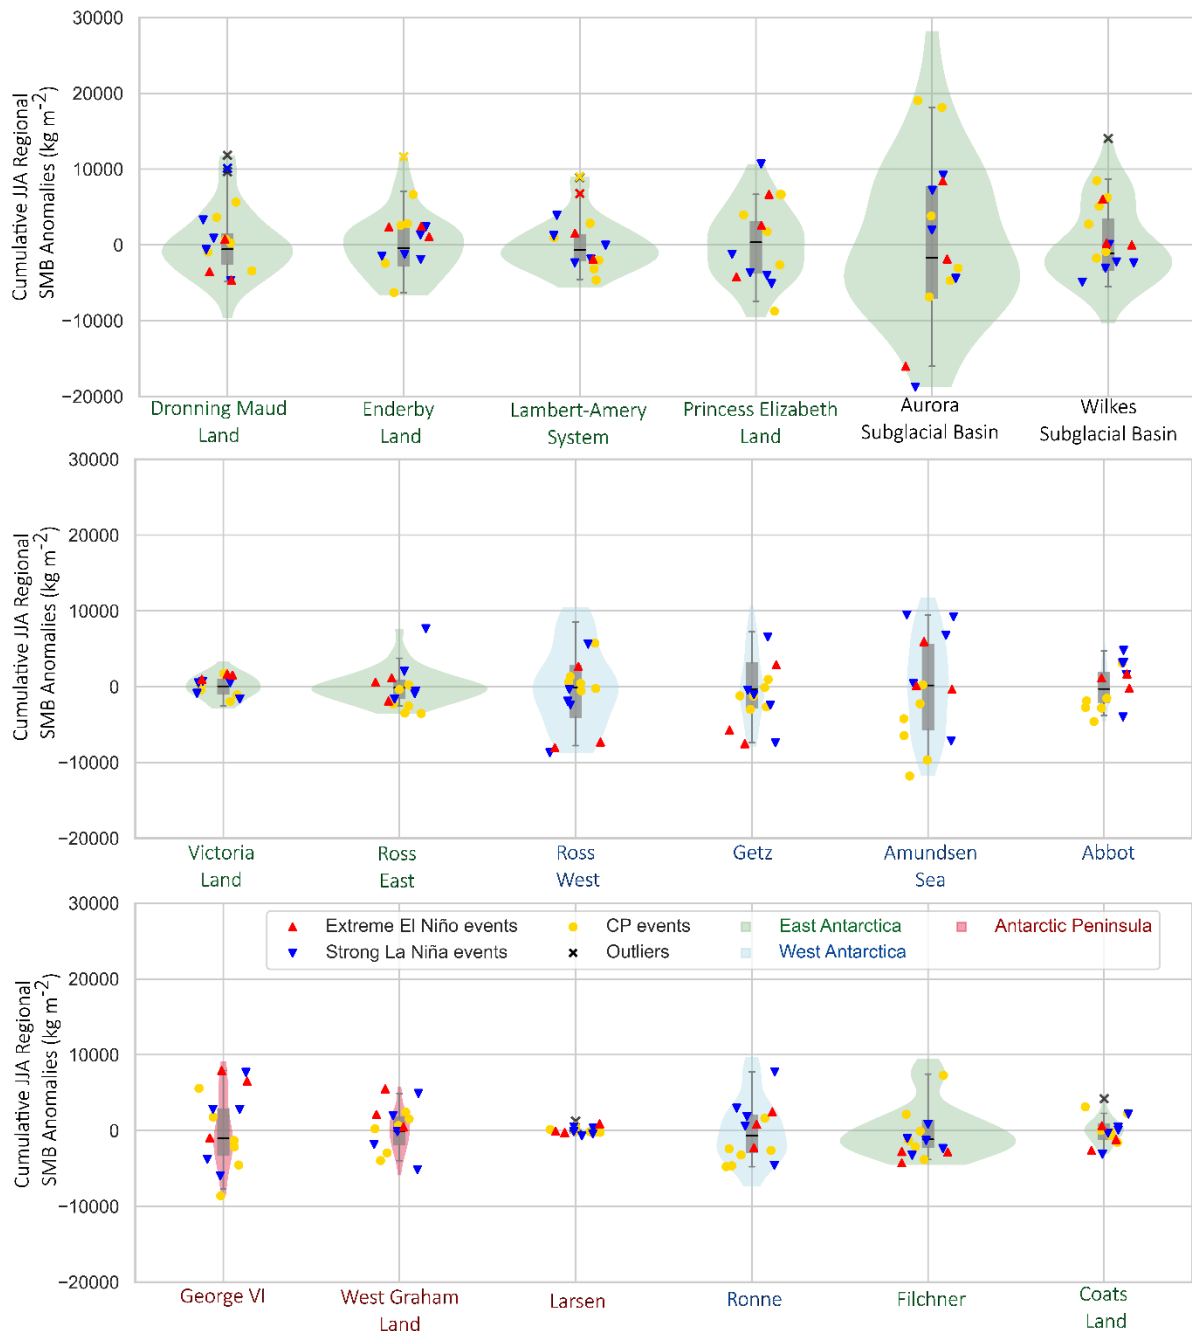 Cumulative JJA Regional
SMB Anomalies (kg m⁻²)
30000
20000
10000
0
−10000
−20000
Dronning Maud
Land
Enderby
Land
Lambert-Amery
System
Princess Elizabeth
Land
Aurora
Subglacial Basin
Wilkes
Subglacial Basin
Cumulative JJA Regional
SMB Anomalies (kg m⁻²)
30000
20000
10000
0
−10000
−20000
Victoria
Land
Ross
East
Ross
West
Getz
Amundsen
Sea
Abbot
Cumulative JJA Regional
SMB Anomalies (kg m⁻²)
30000
20000
10000
0
−10000
−20000
Extreme El Niño events
Strong La Niña events
CP events
Outliers
East Antarctica
West Antarctica
Antarctic Peninsula
George VI
West Graham
Land
Larsen
Ronne
Filchner
Coats
Land